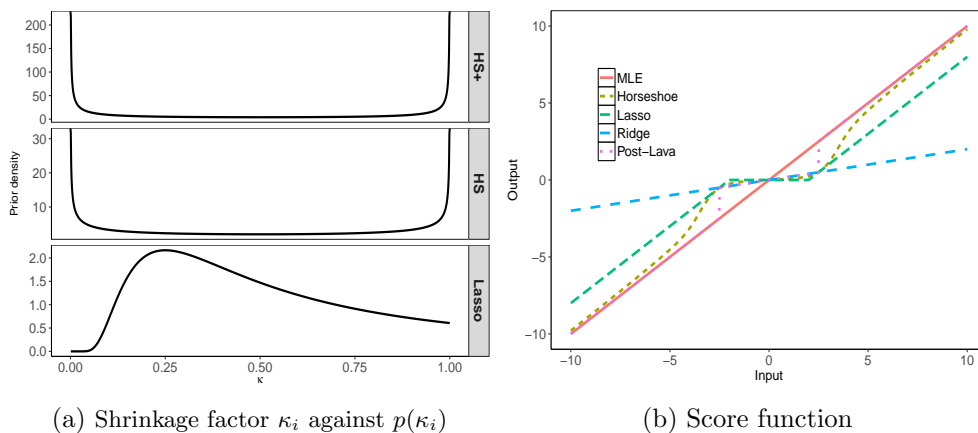 Prior density
200
150
100
50
0
HS+
30
20
10
HS
2.0
1.5
1.0
0.5
0.0
Lasso
0.00
0.25
0.50
0.75
1.00
κ
(a) Shrinkage factor κi against p(κi)
Output
10
5
0
−5
−10
MLE
Horseshoe
Lasso
Ridge
Post−Lava
−10
−5
0
5
10
Input
(b) Score function